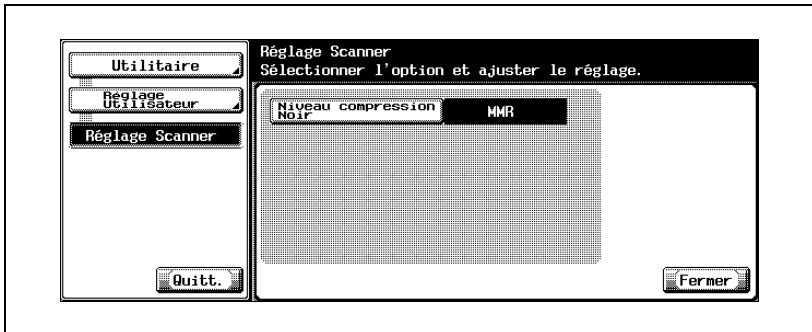 Utilitaire
Réglage
Utilisateur
Réglage Scanner
Quitt.
Réglage Scanner
Sélectionner l'option et ajuster le réglage.
Niveau compression
Noir
MMR
Fermer